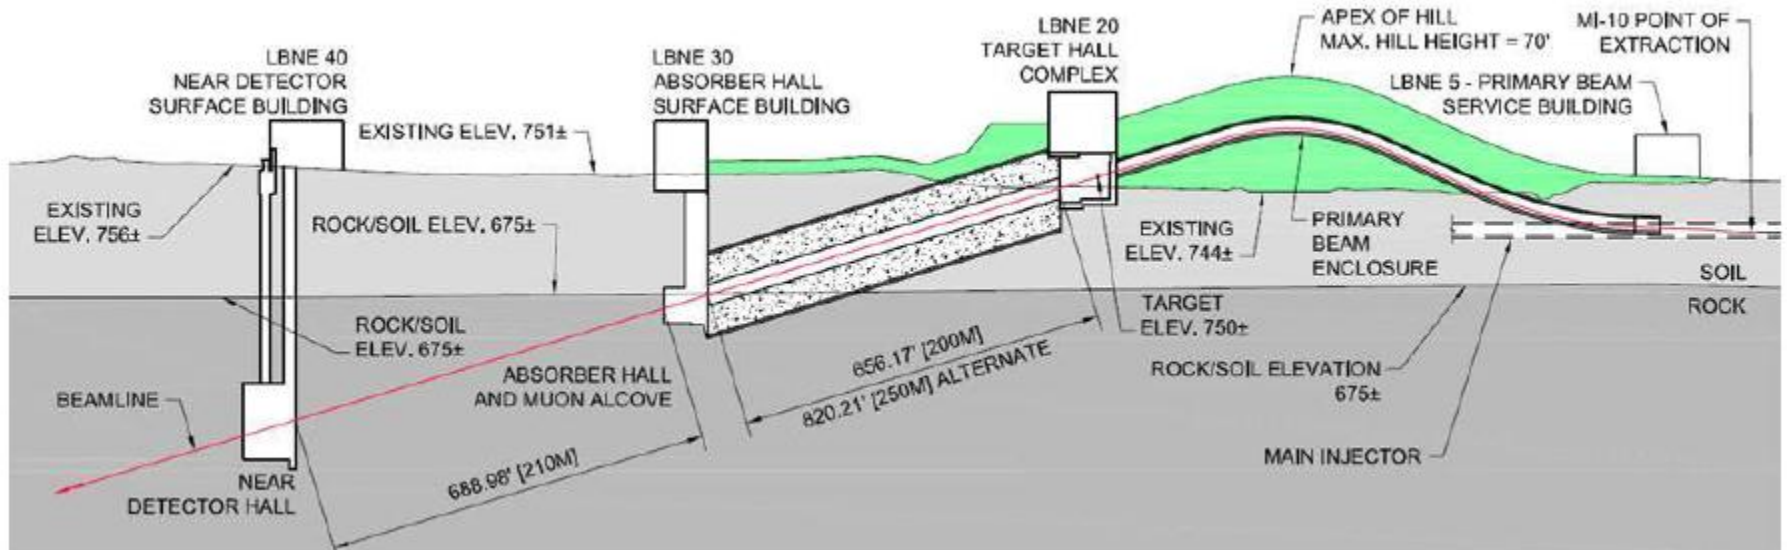 LBNE 40
NEAR DETECTOR
SURFACE BUILDING
EXISTING ELEV. 751±
LBNE 30
ABSORBER HALL
SURFACE BUILDING
LBNE 20
TARGET HALL
COMPLEX
APEX OF HILL
MAX. HILL HEIGHT = 70'
MI-10 POINT OF
EXTRACTION
LBNE 5 - PRIMARY BEAM
SERVICE BUILDING
EXISTING
ELEV. 756±
ROCK/SOIL ELEV. 675±
EXISTING
ELEV. 744±
PRIMARY
BEAM
ENCLOSURE
SOIL
ROCK
ROCK/SOIL
ELEV. 675±
TARGET
ELEV. 750±
656.17' [200M]
820.21' [250M] ALTERNATE
ROCK/SOIL ELEVATION
675±
BEAMLINE
ABSORBER HALL
AND MUON ALCOVE
MAIN INJECTOR
688.98' [210M]
NEAR
DETECTOR HALL